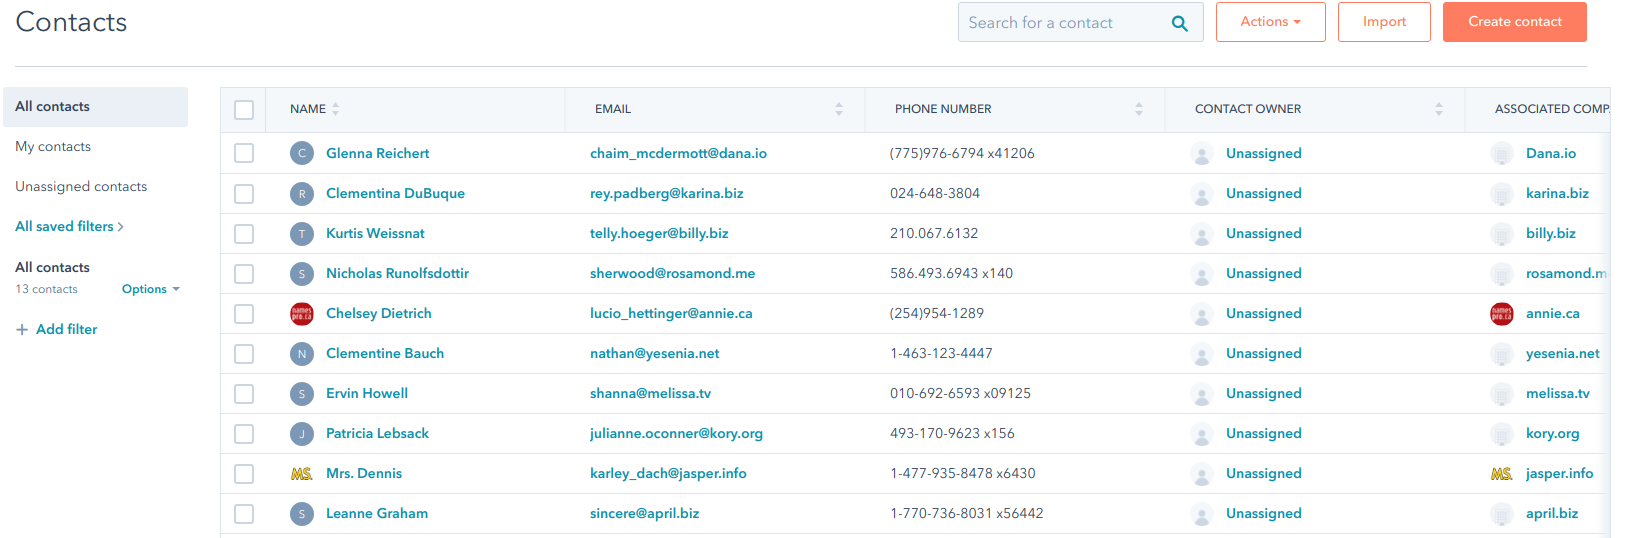 Contacts
Search for a contact
Actions
Import
Create contact
All contacts
My contacts
Unassigned contacts
All saved filters
All contacts
13 contacts Options
+ Add filter
NAME EMAIL PHONE NUMBER CONTACT OWNER ASSOCIATED COMP
C Glenna Reichert chaim_mcdermott@dana.io (775)976-6794 x41206 Unassigned Dana.io
R Clementina DuBuque rey.padberg@karina.biz 024-648-3804 Unassigned karina.biz
T Kurtis Weissnat telly.hoeger@billy.biz 210.067.6132 Unassigned billy.biz
S Nicholas Runolfsdottir sherwood@rosamond.me 586.493.6943 x140 Unassigned rosamond.m
names pro.ca Chelsey Dietrich lucio_hettinger@annie.ca (254)954-1289 Unassigned names pro.ca annie.ca
N Clementine Bauch nathan@yesenia.net 1-463-123-4447 Unassigned yesenia.net
S Ervin Howell shanna@melissa.tv 010-692-6593 x09125 Unassigned melissa.tv
J Patricia Lebsack julianne.oconner@kory.org 493-170-9623 x156 Unassigned kory.org
MS. Mrs. Dennis karley_dach@jasper.info 1-477-935-8478 x6430 Unassigned MS. jasper.info
S Leanne Graham sincere@april.biz 1-770-736-8031 x56442 Unassigned april.biz